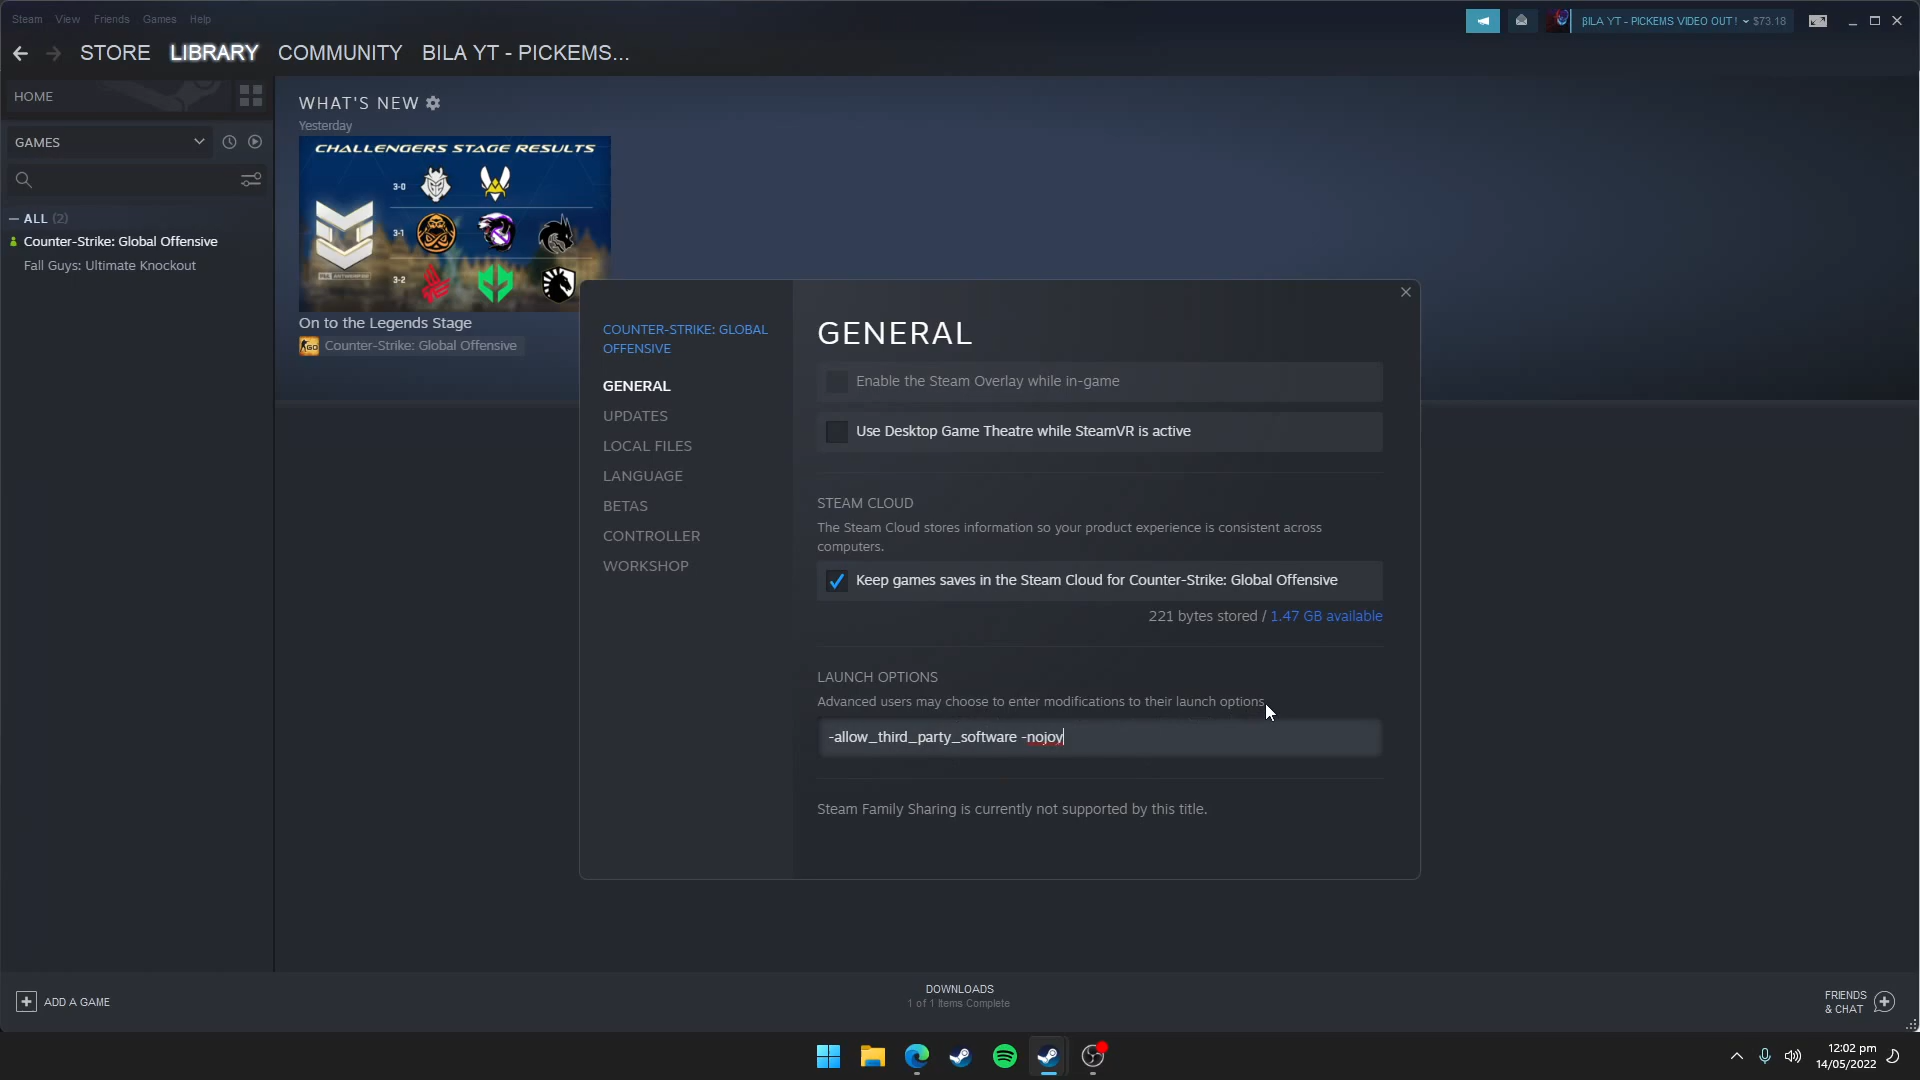 Steam View Friends Games Help
βILA YT - PICKEMS VIDEO OUT ! $73.18
STORE LIBRARY COMMUNITY BILA YT - PICKEMS...
HOME
GAMES
— ALL (2)
Counter-Strike: Global Offensive
Fall Guys: Ultimate Knockout
WHAT'S NEW
Yesterday
CHALLENGERS STAGE RESULTS
3-0
3-1
3-2
On to the Legends Stage
Counter-Strike: Global Offensive
COUNTER-STRIKE: GLOBAL
OFFENSIVE
GENERAL
UPDATES
LOCAL FILES
LANGUAGE
BETAS
CONTROLLER
WORKSHOP
GENERAL
Enable the Steam Overlay while in-game
Use Desktop Game Theatre while SteamVR is active
STEAM CLOUD
The Steam Cloud stores information so your product experience is consistent across
computers.
Keep games saves in the Steam Cloud for Counter-Strike: Global Offensive
221 bytes stored / 1.47 GB available
LAUNCH OPTIONS
Advanced users may choose to enter modifications to their launch options.
-allow_third_party_software -nojoy
Steam Family Sharing is currently not supported by this title.
ADD A GAME
DOWNLOADS
1 of 1 Items Complete
FRIENDS
& CHAT
12:02 pm
14/05/2022